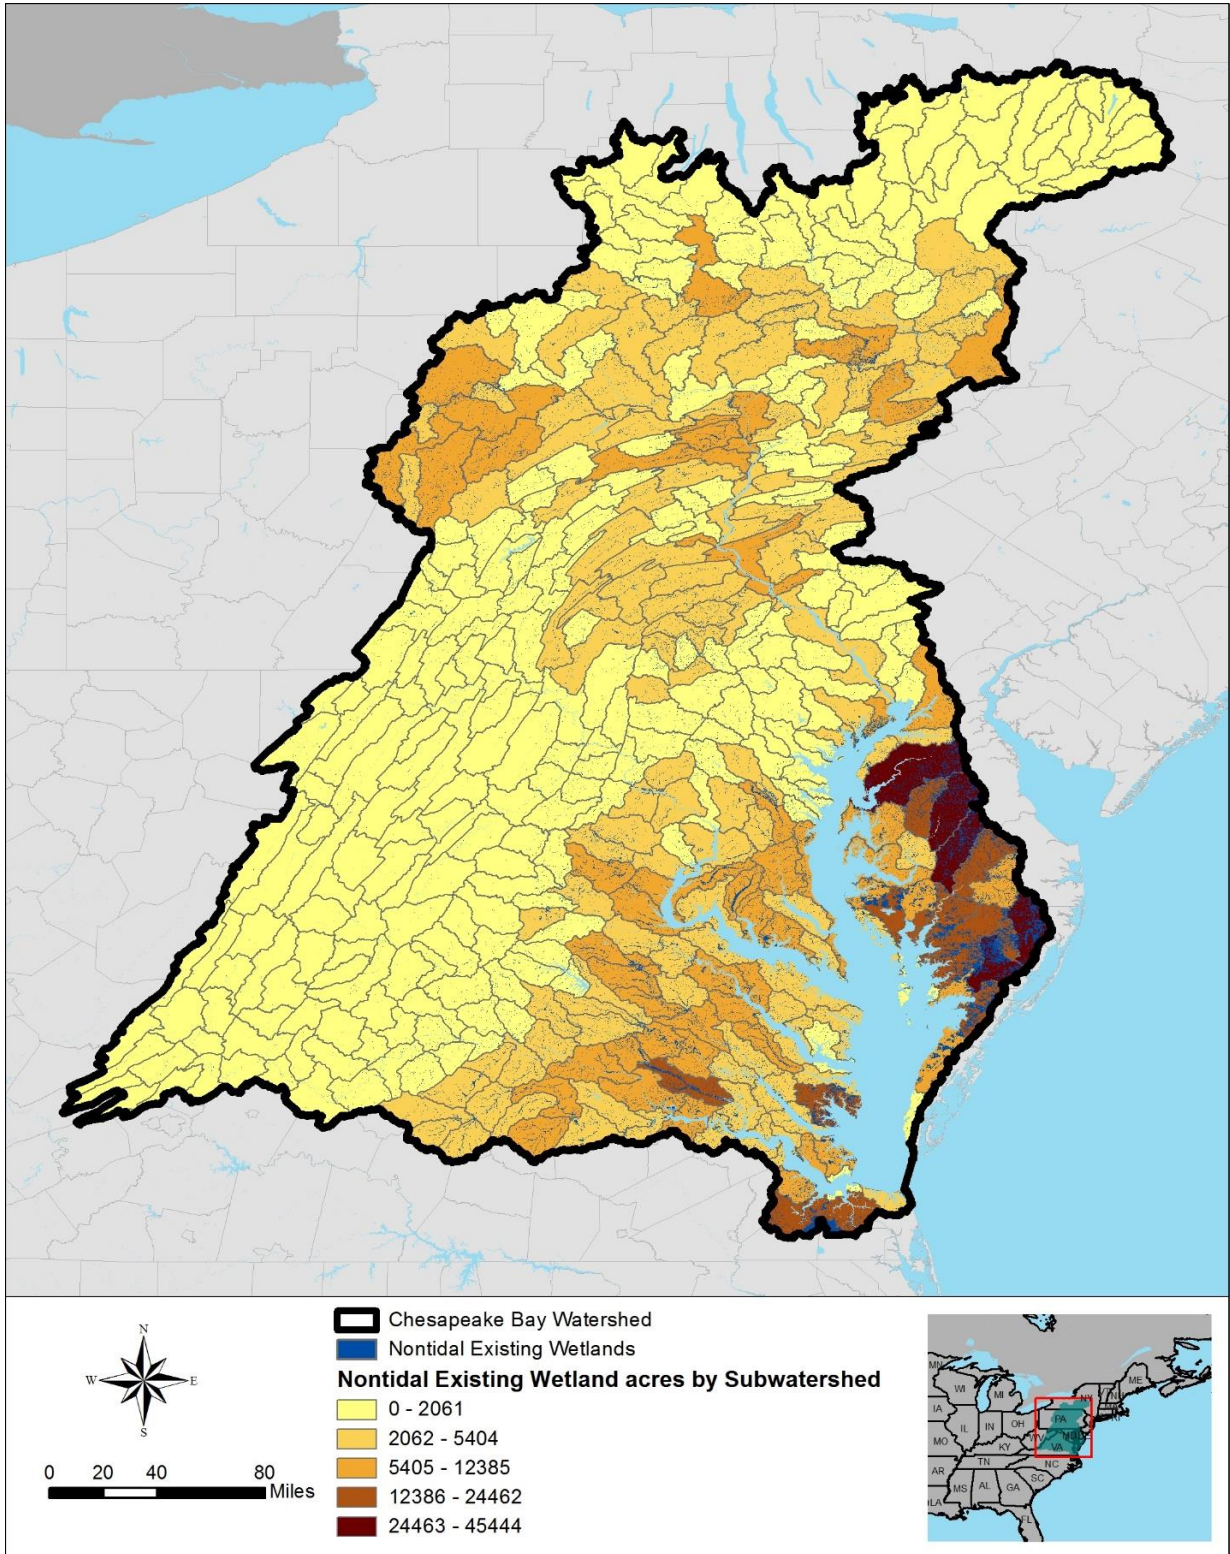 N
W
E
S
0
20
40
80
Miles
Chesapeake Bay Watershed
Nontidal Existing Wetlands
Nontidal Existing Wetland acres by Subwatershed
0 - 2061
2062 - 5404
5405 - 12385
12386 - 24462
24463 - 45444
MN
WI
MI
NY
ME
IA
IL
IN
OH
PA
MO
KY
WV
VA
TN
NC
AR
MS
AL
GA
SC
LA
FL